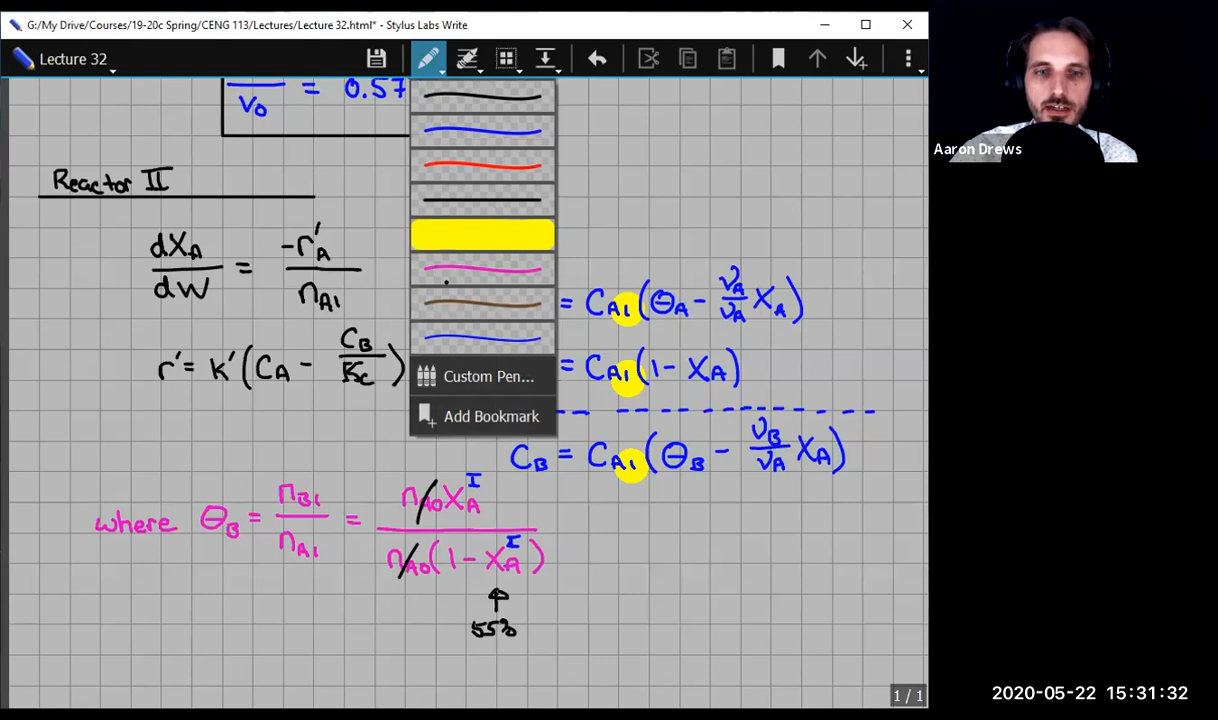 G:/My Drive/Courses/19-20c Spring/CENG 113/Lectures/Lecture 32.html* - Stylus Labs Write
Lecture 32
V0 = 0.57
Reactor II
dXA/dW = -r'A/nA1
= CA1(ΘA - νA/νA XA)
r' = k'(CA - CB/KC)
= CA1(1 - XA)
CB = CA1(ΘB - νB/νA XA)
where ΘB = nB1/nA1 = nA0XA^I/nA0(1 - XA^I)
55%
Custom Pen...
Add Bookmark
1 / 1
Aaron Drews
2020-05-22 15:31:32